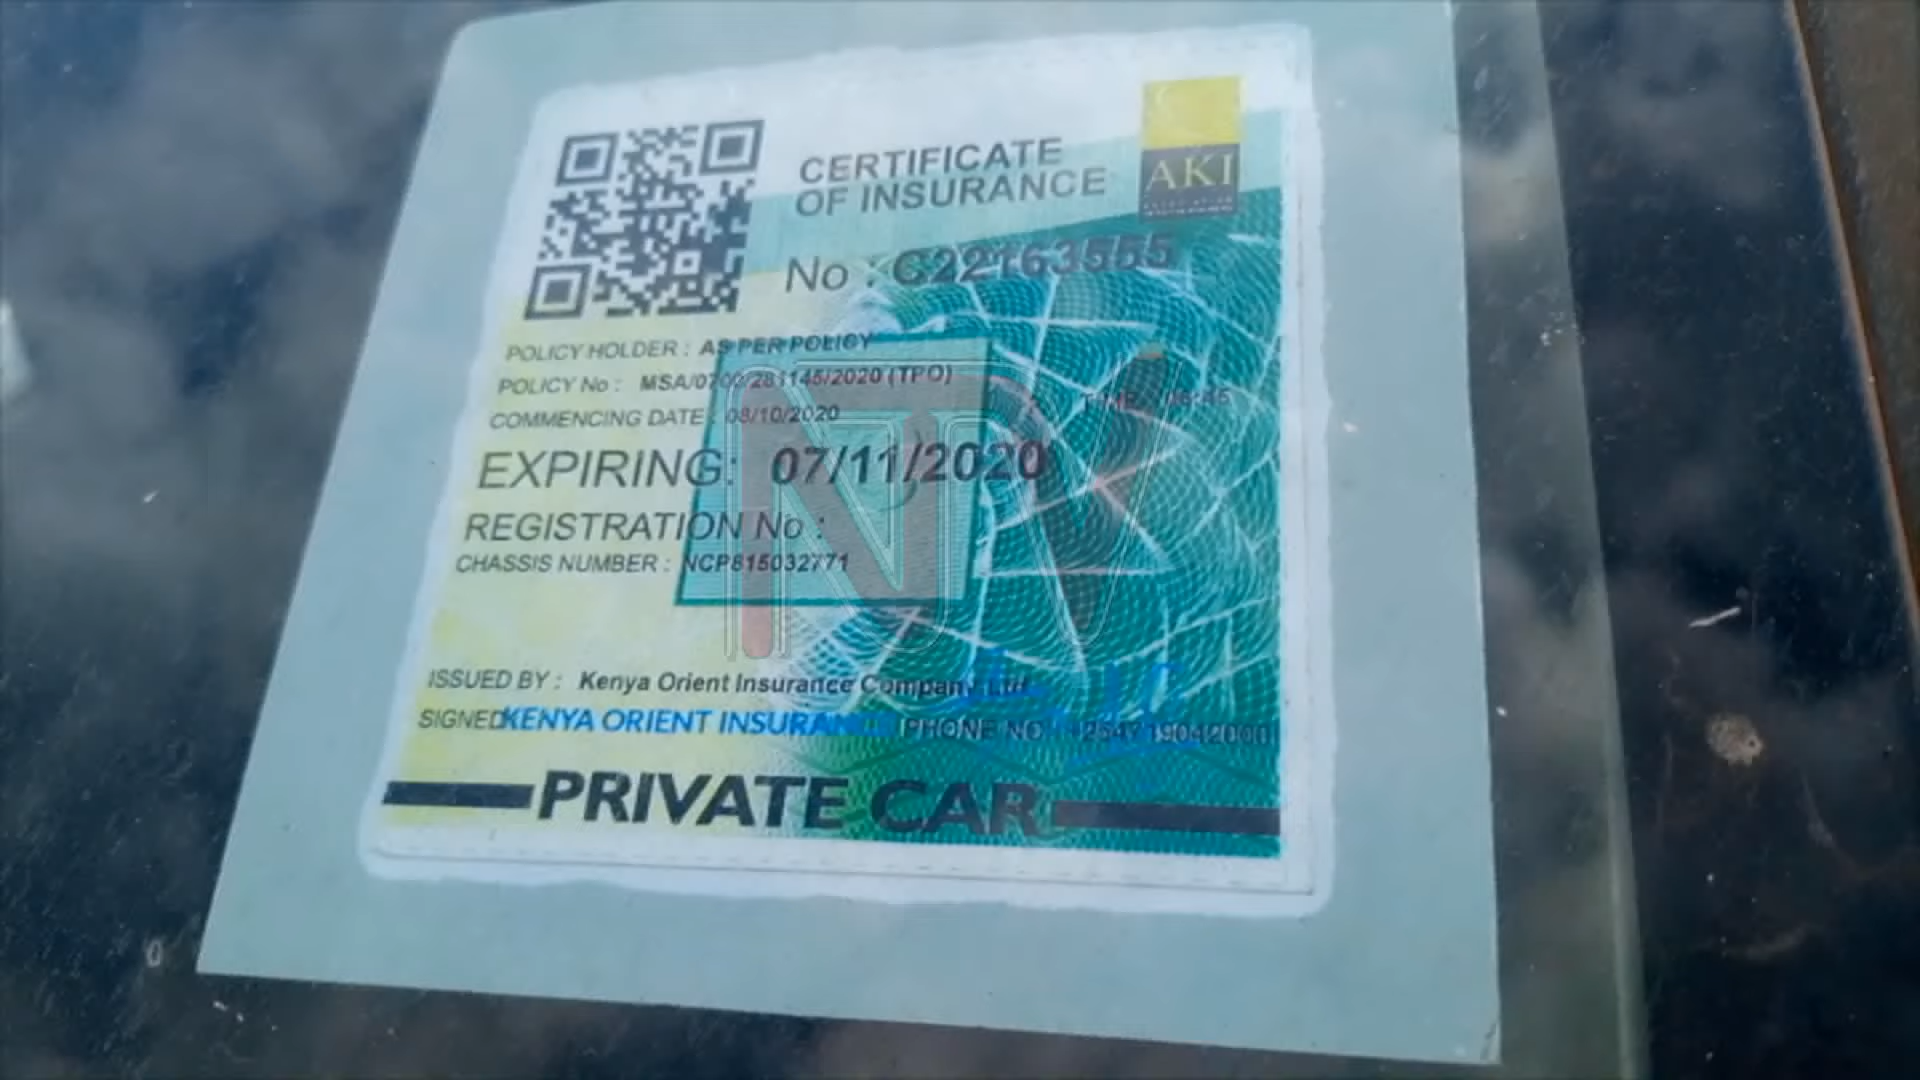 CERTIFICATE
OF INSURANCE
AKI
No : C22163555
POLICY HOLDER : AS PER POLICY
POLICY No : MSA/0702/281145/2020 (TPO)
COMMENCING DATE : 08/10/2020
EXPIRING: 07/11/2020
REGISTRATION No :
CHASSIS NUMBER : NCP815032771
ISSUED BY : Kenya Orient Insurance Company Ltd
SIGNED KENYA ORIENT INSURANCE PHONE NO.
PRIVATE CAR
NTV